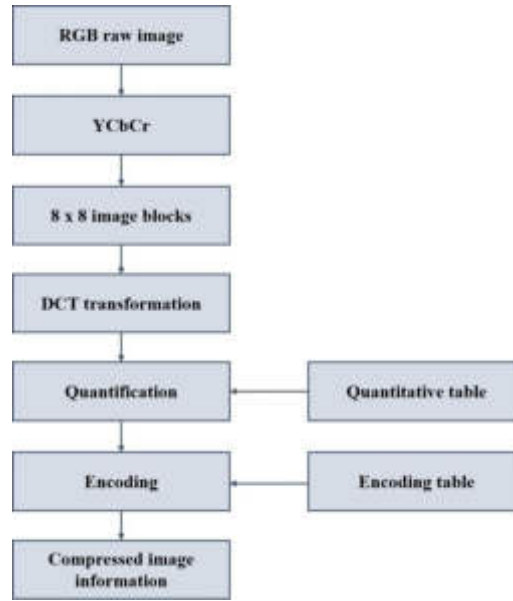 RGB raw image
YCbCr
8 x 8 image blocks
DCT transformation
Quantification
Quantitative table
Encoding
Encoding table
Compressed image
information